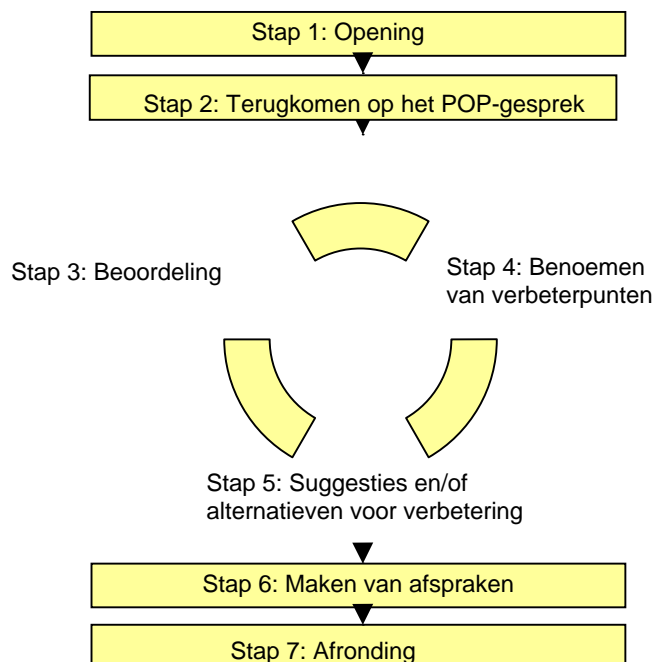 Stap 1: Opening
Stap 2: Terugkomen op het POP-gesprek
Stap 3: Beoordeling
Stap 4: Benoemen
van verbeterpunten
Stap 5: Suggesties en/of
alternatieven voor verbetering
Stap 6: Maken van afspraken
Stap 7: Afronding